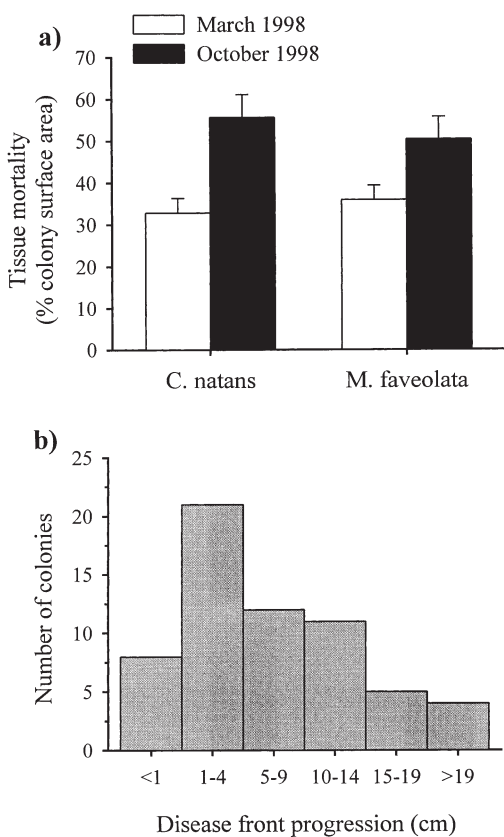 a)
March 1998
October 1998
Tissue mortality
(% colony surface area)
70
60
50
40
30
20
10
0
C. natans
M. faveolata
b)
Number of colonies
25
20
15
10
5
0
<1 1-4 5-9 10-14 15-19 >19
Disease front progression (cm)